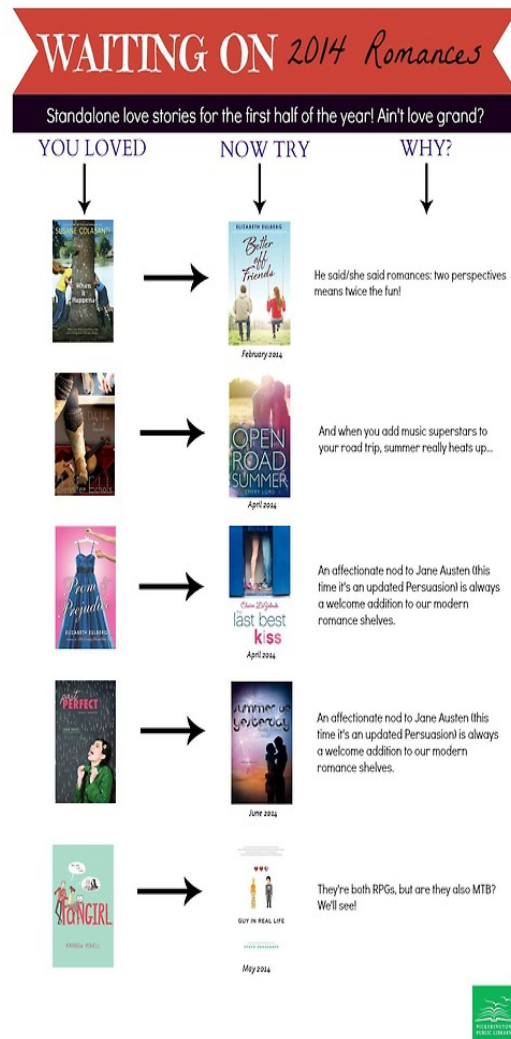 WAITING ON 2014 Romances
Standalone love stories for the first half of the year! Ain't love grand?
YOU LOVED
NOW TRY
WHY?
SUSANE COLASANTI
When
It
Happens
ELIZABETH EULBERG
Better
off
Friends
February 2014
He said/she said romances: two perspectives
means twice the fun!
Jennifer Echols
OPEN
ROAD
SUMMER
EMERY LORD
April 2014
And when you add music superstars to
your road trip, summer really heats up...
Prom &
Prejudice
ELIZABETH EULBERG
last best
kiss
April 2014
An affectionate nod to Jane Austen (this
time it's an updated Persuasion) is always
a welcome addition to our modern
romance shelves.
past
PERFECT
summer of
yesterday
June 2014
An affectionate nod to Jane Austen (this
time it's an updated Persuasion) is always
a welcome addition to our modern
romance shelves.
FANGIRL
RAINBOW ROWELL
GUY IN REAL LIFE
May 2014
They're both RPGs, but are they also MTB?
We'll see!
PICKERINGTON
PUBLIC LIBRARY